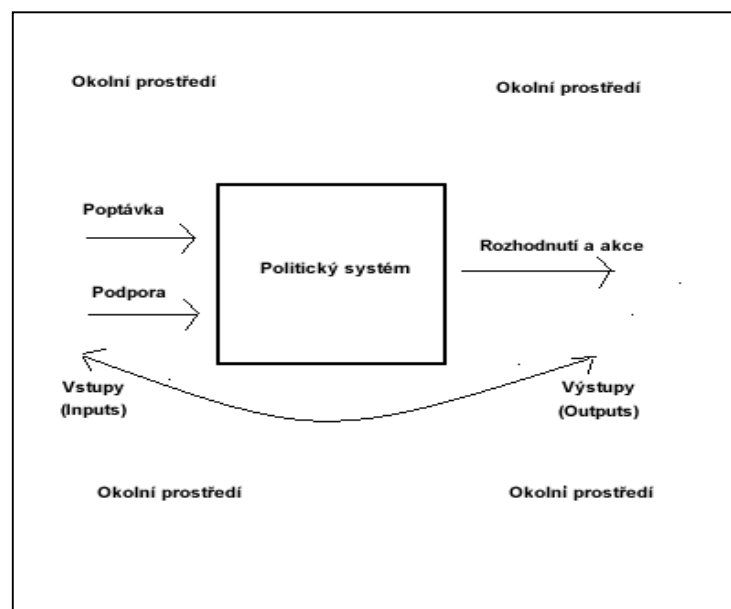 Okolní prostředí
Okolní prostředí
Poptávka
Podpora
Politický systém
Rozhodnutí a akce
Vstupy
(Inputs)
Výstupy
(Outputs)
Okolní prostředí
Okolní prostředí